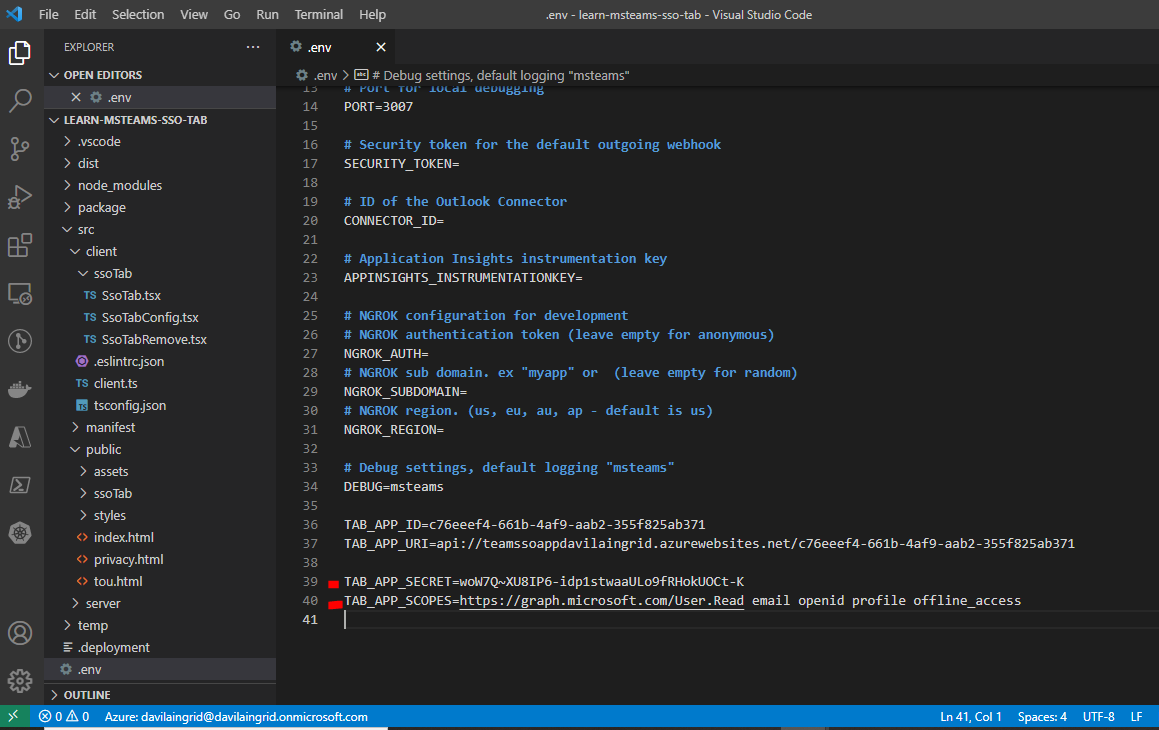 File Edit Selection View Go Run Terminal Help .env - learn-msteams-sso-tab - Visual Studio Code
EXPLORER ···
OPEN EDITORS
.env
LEARN-MSTEAMS-SSO-TAB
.vscode
dist
node_modules
package
src
client
ssoTab
TS SsoTab.tsx
TS SsoTabConfig.tsx
TS SsoTabRemove.tsx
.eslintrc.json
TS client.ts
TS tsconfig.json
manifest
public
assets
ssoTab
styles
<> index.html
<> privacy.html
<> tou.html
server
temp
.deployment
.env
OUTLINE
.env
.env > abc # Debug settings, default logging "msteams"
13 # Port for local debugging
14 PORT=3007
15
16 # Security token for the default outgoing webhook
17 SECURITY_TOKEN=
18
19 # ID of the Outlook Connector
20 CONNECTOR_ID=
21
22 # Application Insights instrumentation key
23 APPINSIGHTS_INSTRUMENTATIONKEY=
24
25 # NGROK configuration for development
26 # NGROK authentication token (leave empty for anonymous)
27 NGROK_AUTH=
28 # NGROK sub domain. ex "myapp" or  (leave empty for random)
29 NGROK_SUBDOMAIN=
30 # NGROK region. (us, eu, au, ap - default is us)
31 NGROK_REGION=
32
33 # Debug settings, default logging "msteams"
34 DEBUG=msteams
35
36 TAB_APP_ID=c76eeef4-661b-4af9-aab2-355f825ab371
37 TAB_APP_URI=api://teamssoappdavilaingrid.azurewebsites.net/c76eeef4-661b-4af9-aab2-355f825ab371
38
39 TAB_APP_SECRET=woW7Q~XU8IP6-idp1stwaaULo9fRHokUOCt-K
40 TAB_APP_SCOPES=https://graph.microsoft.com/User.Read email openid profile offline_access
41
0 0 Azure: davilaingrid@davilaingrid.onmicrosoft.com Ln 41, Col 1 Spaces: 4 UTF-8 LF